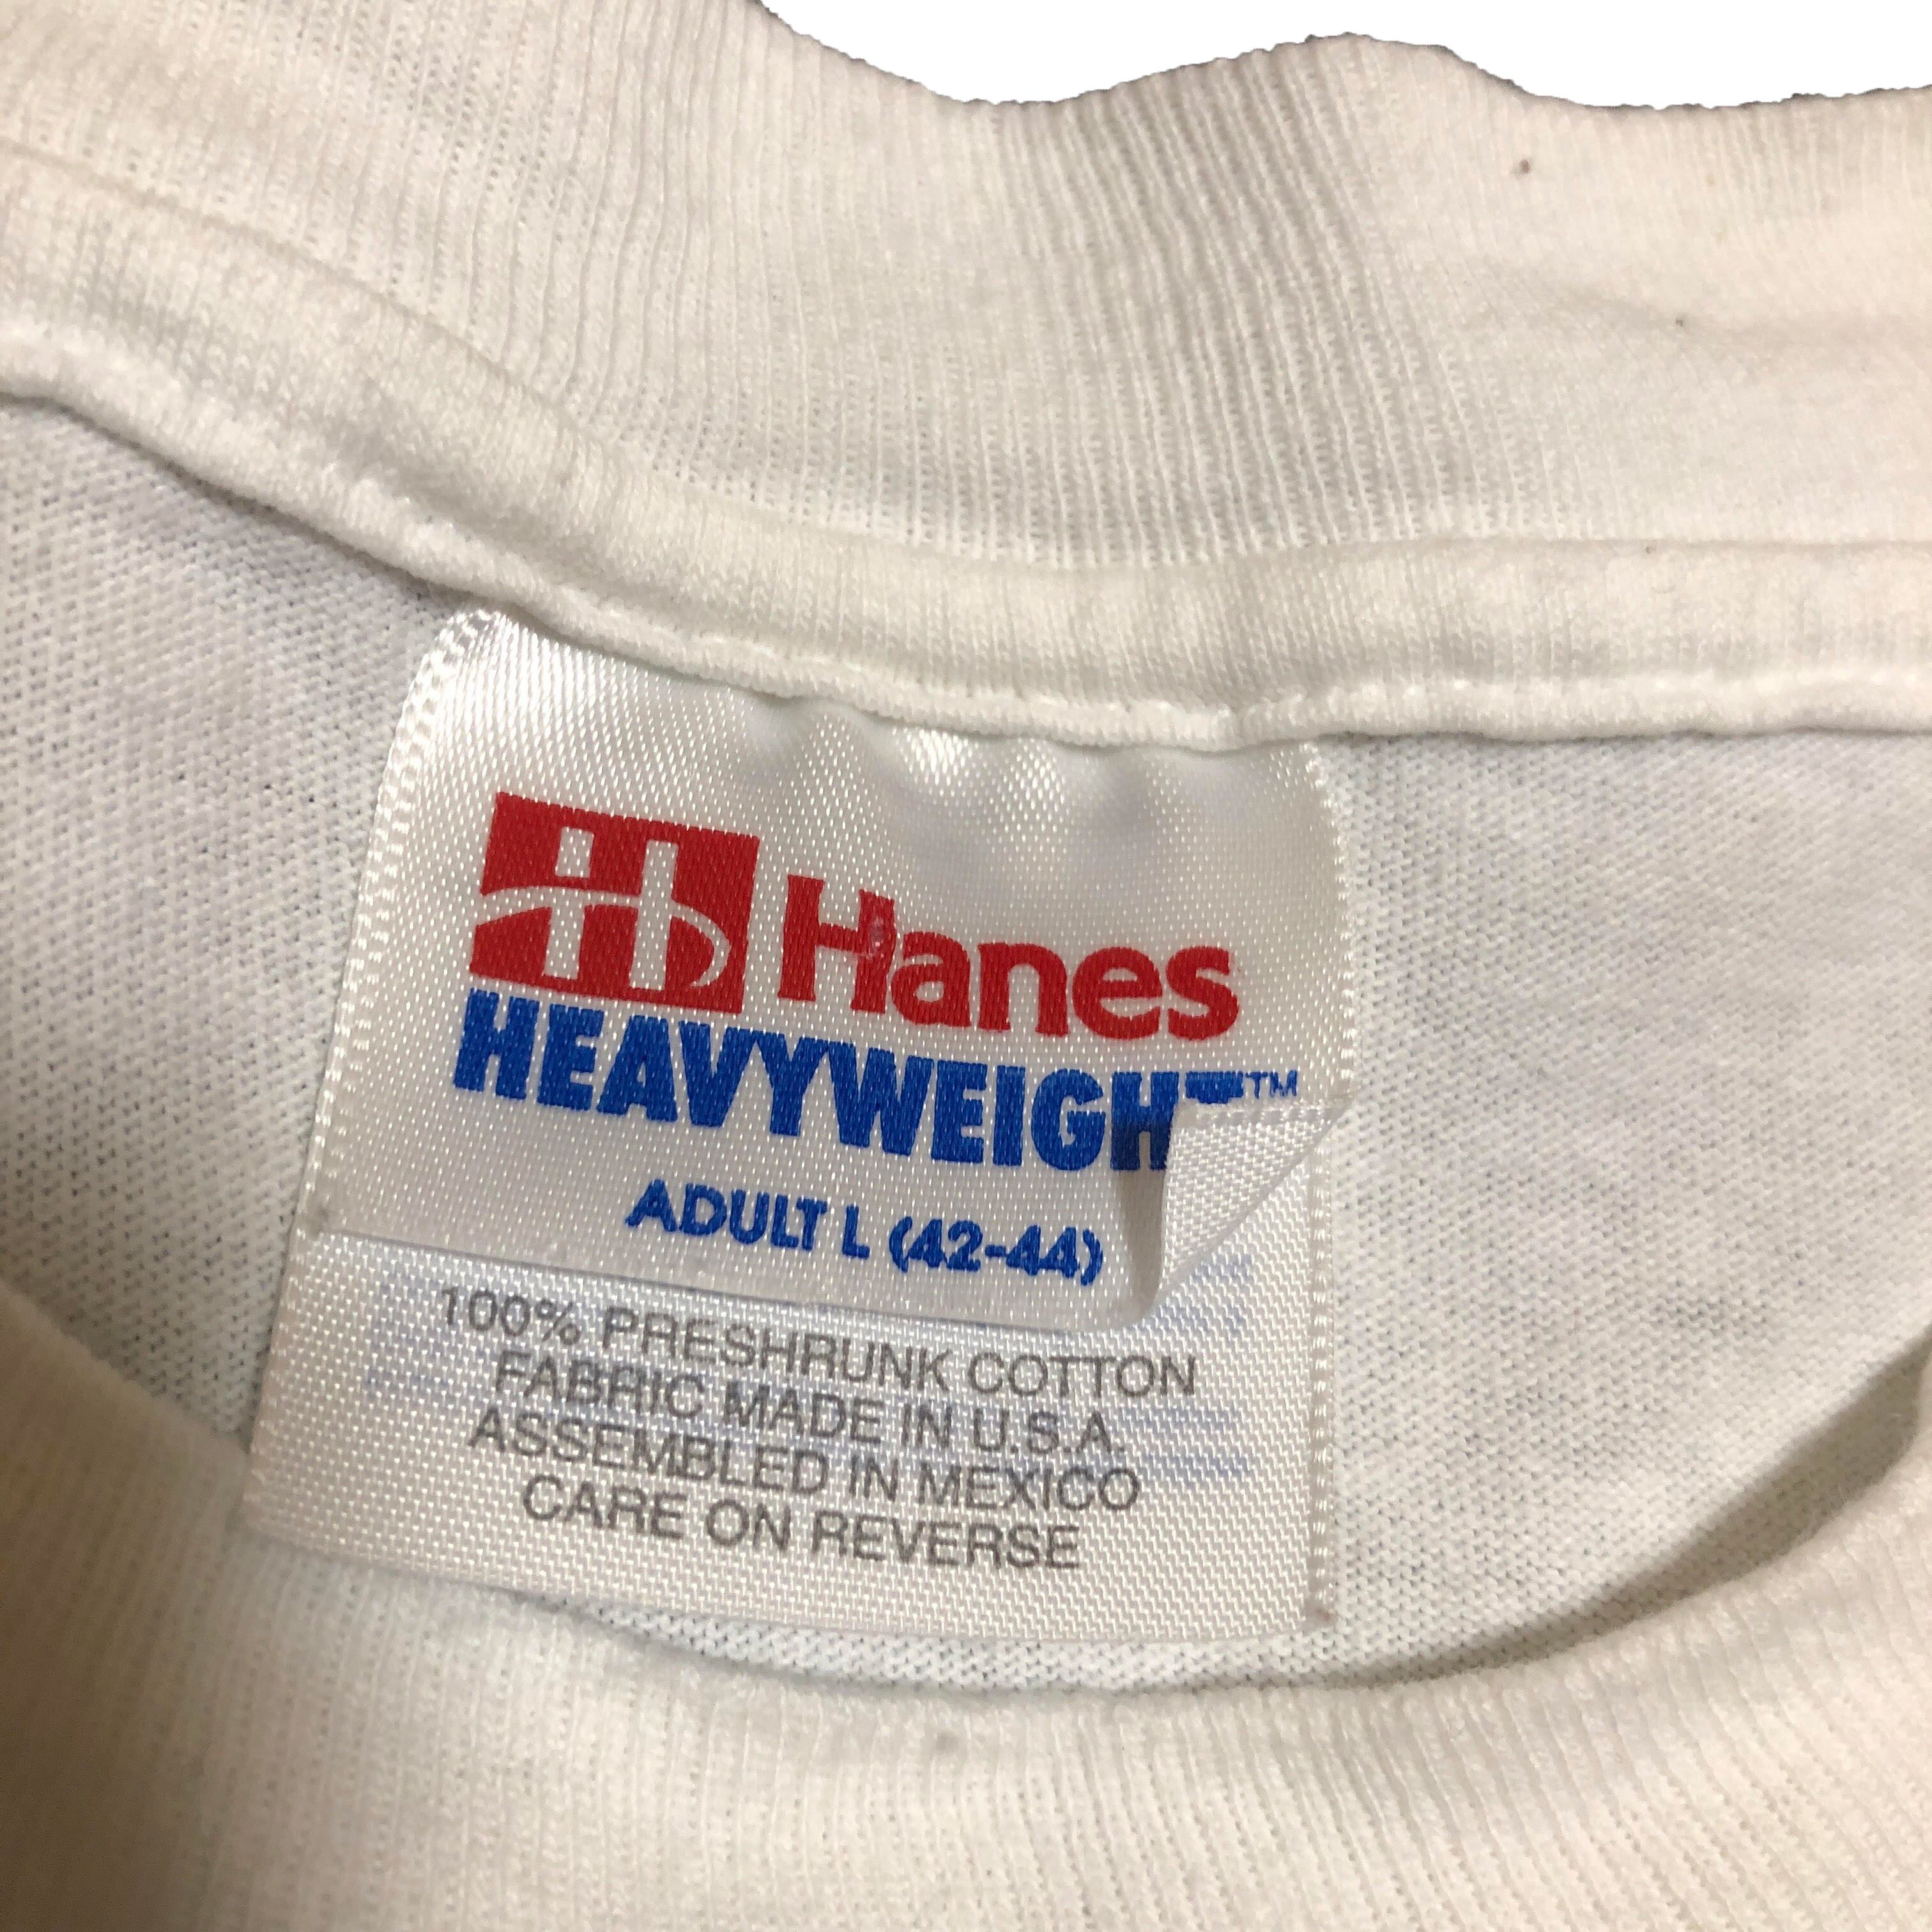 Hanes
HEAVYWEIGHT™
ADULT L (42-44)
100% PRESHRUNK COTTON
FABRIC MADE IN U.S.A.
ASSEMBLED IN MEXICO
CARE ON REVERSE